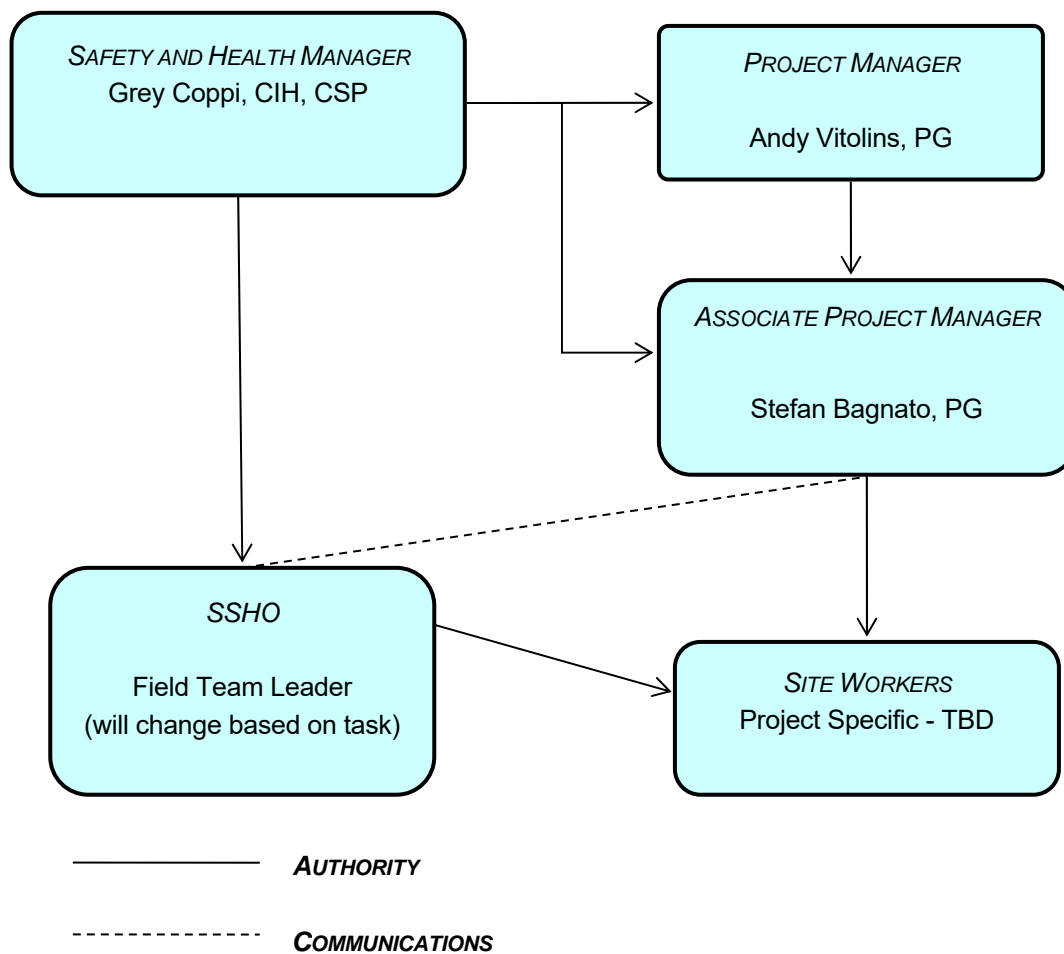 SAFETY AND HEALTH MANAGER
Grey Coppi, CIH, CSP
PROJECT MANAGER
Andy Vitolins, PG
ASSOCIATE PROJECT MANAGER
Stefan Bagnato, PG
SSHO
Field Team Leader
(will change based on task)
SITE WORKERS
Project Specific - TBD
AUTHORITY
COMMUNICATIONS